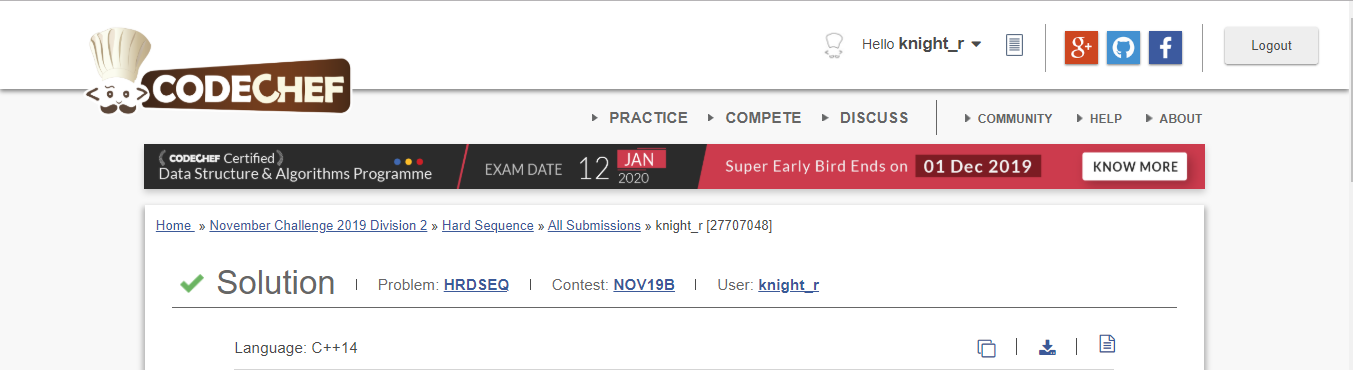 Hello knight_r
g+
f
Logout
CODECHEF
PRACTICE COMPETE DISCUSS COMMUNITY HELP ABOUT
CODECHEF Certified
Data Structure & Algorithms Programme
EXAM DATE 12 JAN 2020
Super Early Bird Ends on 01 Dec 2019 KNOW MORE
Home » November Challenge 2019 Division 2 » Hard Sequence » All Submissions » knight_r [27707048]
Solution | Problem: HRDSEQ | Contest: NOV19B | User: knight_r
Language: C++14